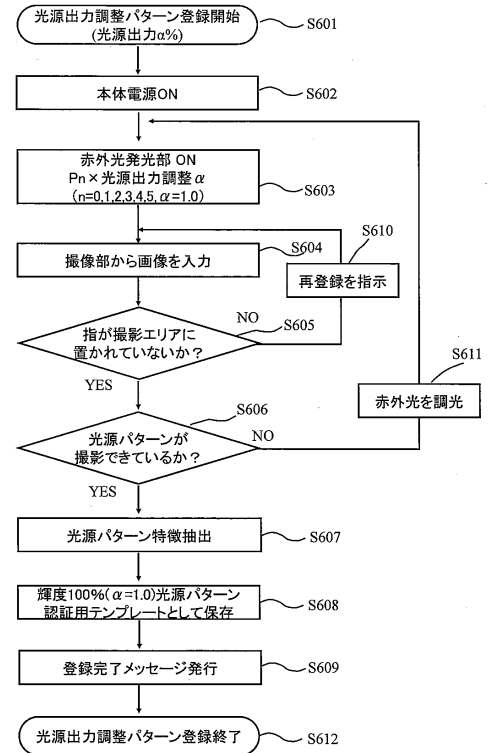 光源出力調整パターン登録開始
(光源出力α%)
S601
本体電源ON
S602
赤外光発光部 ON
Pn×光源出力調整α
(n=0,1,2,3,4,5,α=1.0)
S603
S604
撮像部から画像を入力
S610
再登録を指示
指が撮影エリアに
置かれていないか？
NO
S605
YES
S611
赤外光を調光
S606
光源パターンが
撮影できているか？
NO
YES
光源パターン特徴抽出
S607
輝度100%(α=1.0)光源パターン
認証用テンプレートとして保存
S608
登録完了メッセージ発行
S609
光源出力調整パターン登録終了
S612